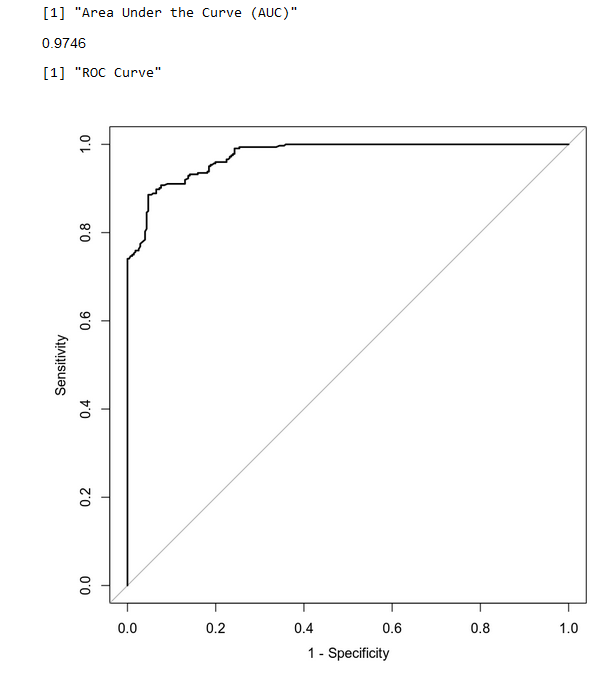 [1] "Area Under the Curve (AUC)"
0.9746
[1] "ROC Curve"
1.0
0.8
0.6
0.4
0.2
0.0
Sensitivity
0.0 0.2 0.4 0.6 0.8 1.0
1 - Specificity